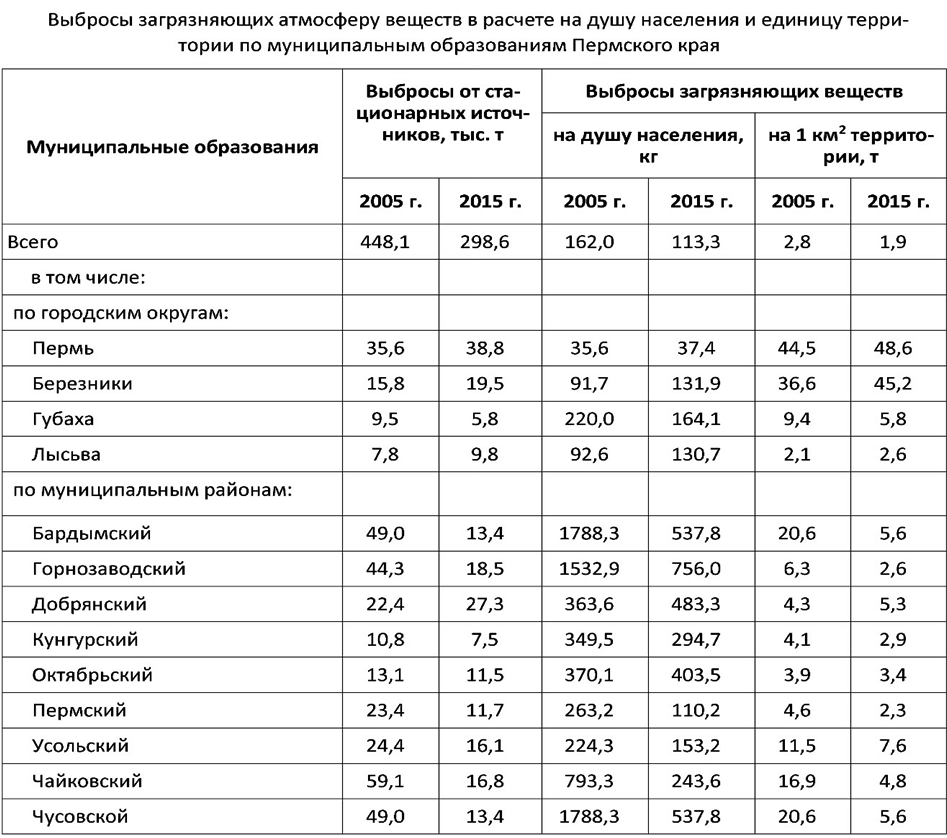 Выбросы загрязняющих атмосферу веществ в расчете на душу населения и единицу терри-
тории по муниципальным образованиям Пермского края
Муниципальные образования
Выбросы от ста-
ционарных источ-
ников, тыс. т
Выбросы загрязняющих веществ
на душу населения,
кг
на 1 км² террито-
рии, т
2005 г. 2015 г. 2005 г. 2015 г. 2005 г. 2015 г.
Всего 448,1 298,6 162,0 113,3 2,8 1,9
в том числе:
по городским округам:
Пермь 35,6 38,8 35,6 37,4 44,5 48,6
Березники 15,8 19,5 91,7 131,9 36,6 45,2
Губаха 9,5 5,8 220,0 164,1 9,4 5,8
Лысьва 7,8 9,8 92,6 130,7 2,1 2,6
по муниципальным районам:
Бардымский 49,0 13,4 1788,3 537,8 20,6 5,6
Горнозаводский 44,3 18,5 1532,9 756,0 6,3 2,6
Добрянский 22,4 27,3 363,6 483,3 4,3 5,3
Кунгурский 10,8 7,5 349,5 294,7 4,1 2,9
Октябрьский 13,1 11,5 370,1 403,5 3,9 3,4
Пермский 23,4 11,7 263,2 110,2 4,6 2,3
Усольский 24,4 16,1 224,3 153,2 11,5 7,6
Чайковский 59,1 16,8 793,3 243,6 16,9 4,8
Чусовской 49,0 13,4 1788,3 537,8 20,6 5,6